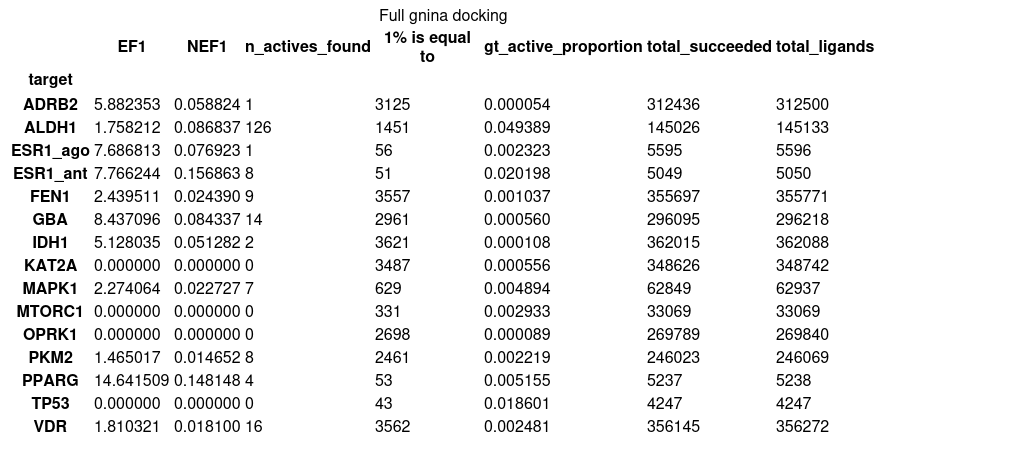 Full gnina docking
EF1 NEF1 n_actives_found 1% is equal to gt_active_proportion total_succeeded total_ligands
target
ADRB2 5.882353 0.058824 1 3125 0.000054 312436 312500
ALDH1 1.758212 0.086837 126 1451 0.049389 145026 145133
ESR1_ago 7.686813 0.076923 1 56 0.002323 5595 5596
ESR1_ant 7.766244 0.156863 8 51 0.020198 5049 5050
FEN1 2.439511 0.024390 9 3557 0.001037 355697 355771
GBA 8.437096 0.084337 14 2961 0.000560 296095 296218
IDH1 5.128035 0.051282 2 3621 0.000108 362015 362088
KAT2A 0.000000 0.000000 0 3487 0.000556 348626 348742
MAPK1 2.274064 0.022727 7 629 0.004894 62849 62937
MTORC1 0.000000 0.000000 0 331 0.002933 33069 33069
OPRK1 0.000000 0.000000 0 2698 0.000089 269789 269840
PKM2 1.465017 0.014652 8 2461 0.002219 246023 246069
PPARG 14.641509 0.148148 4 53 0.005155 5237 5238
TP53 0.000000 0.000000 0 43 0.018601 4247 4247
VDR 1.810321 0.018100 16 3562 0.002481 356145 356272